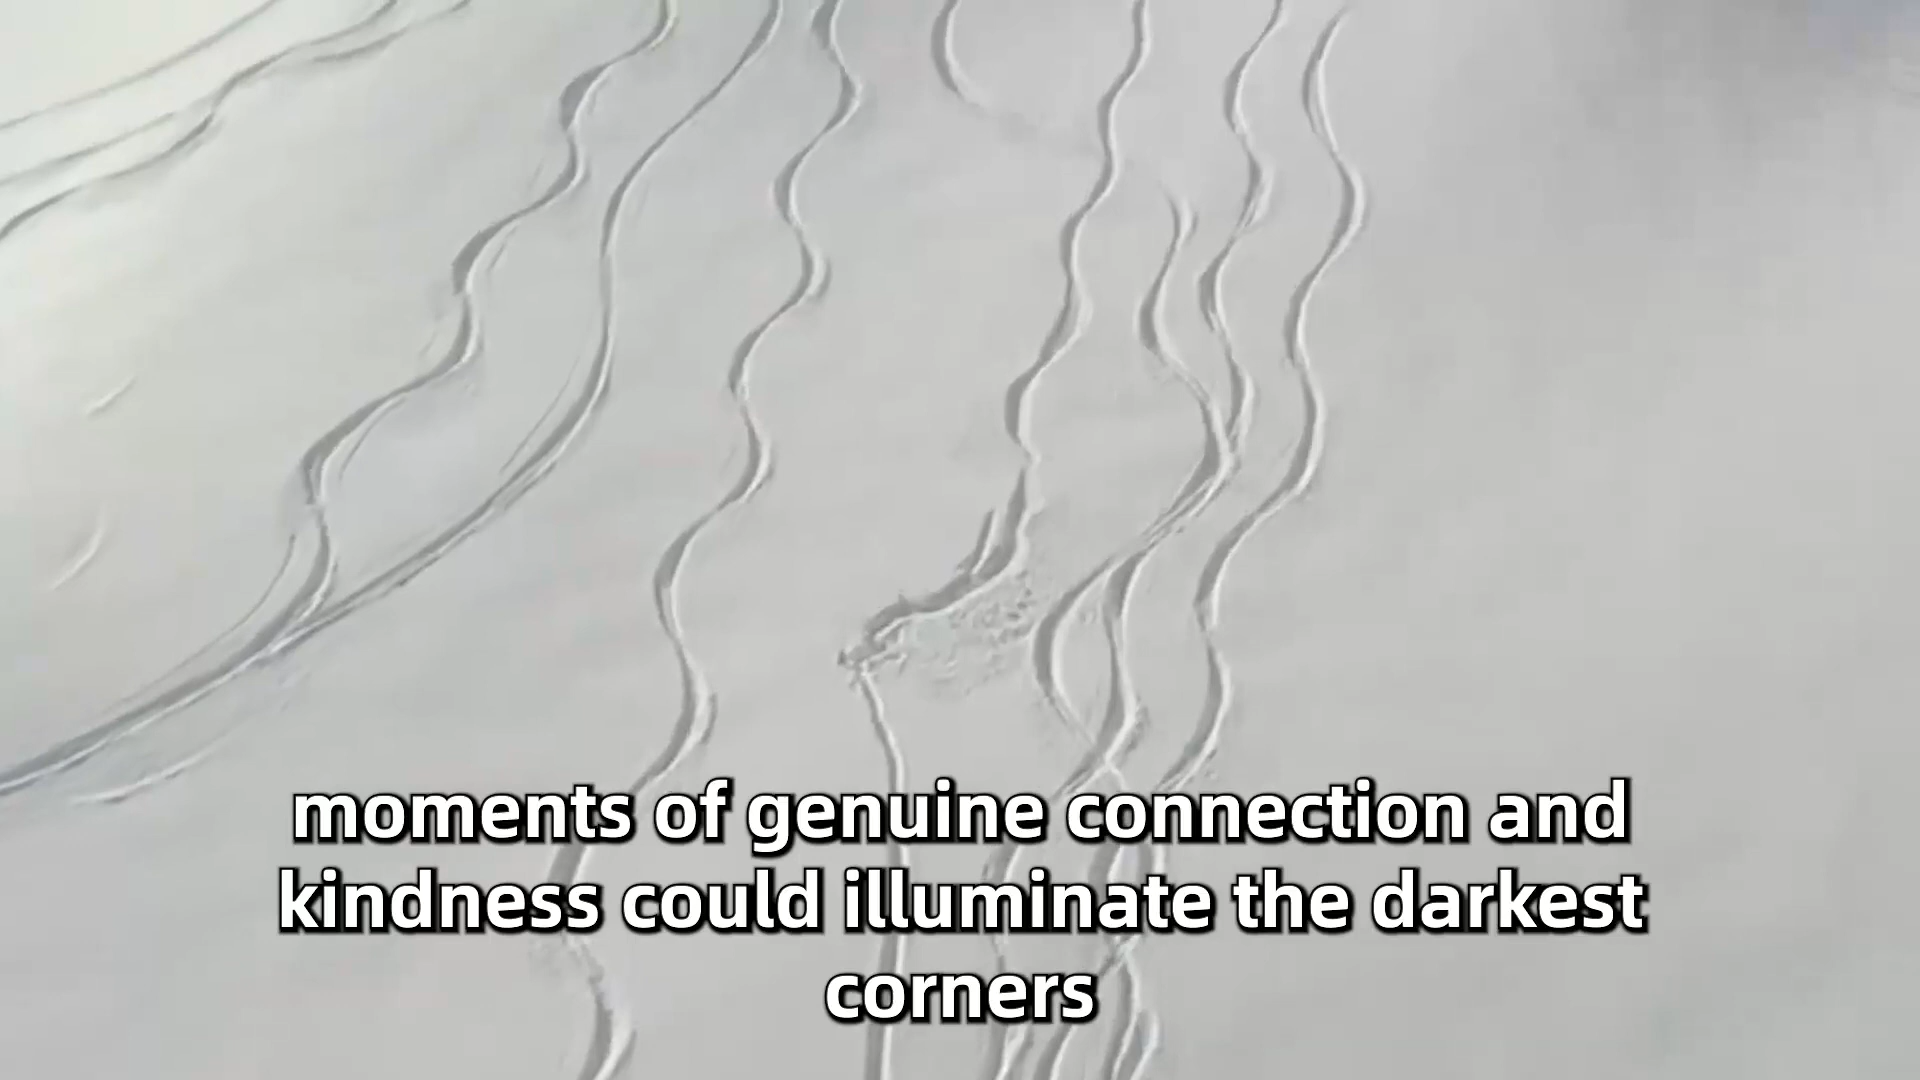 moments of genuine connection and
kindness could illuminate the darkest
corners